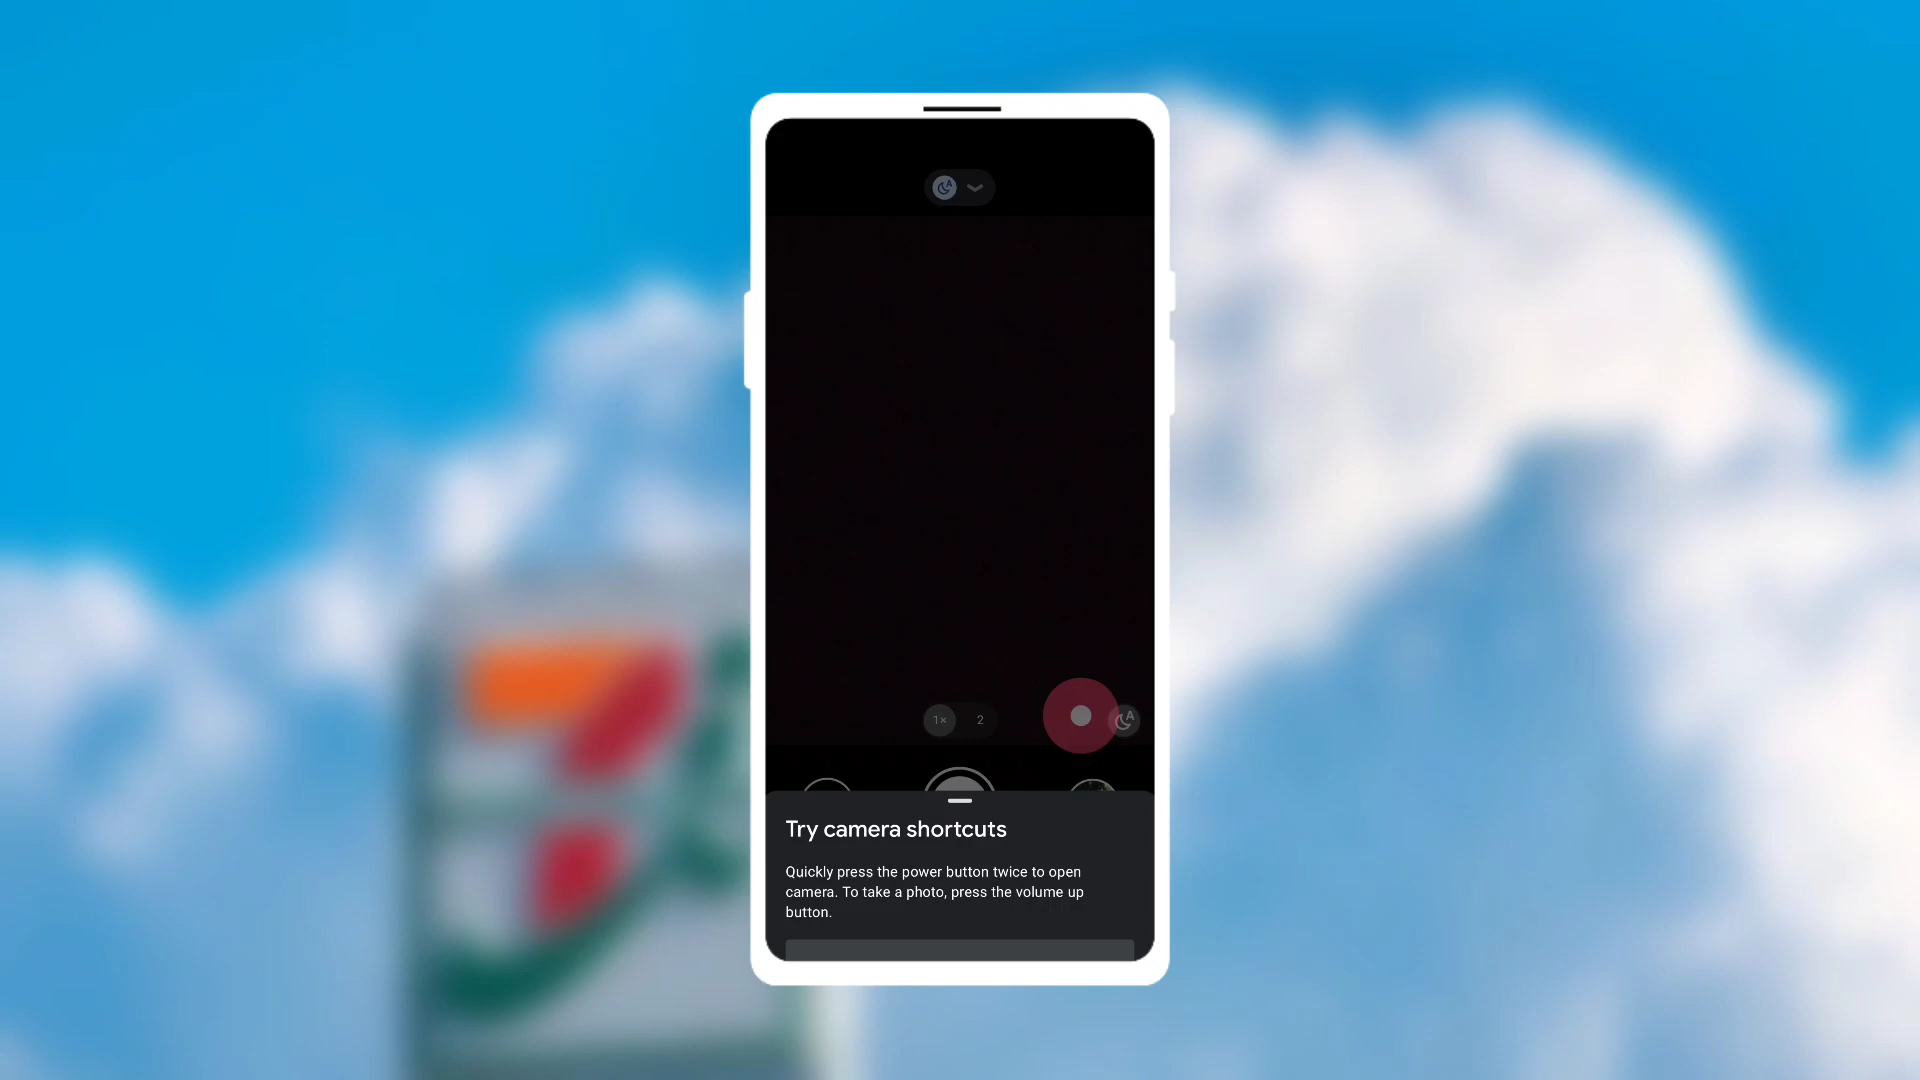 1×
2
Try camera shortcuts
Quickly press the power button twice to open
camera. To take a photo, press the volume up
button.